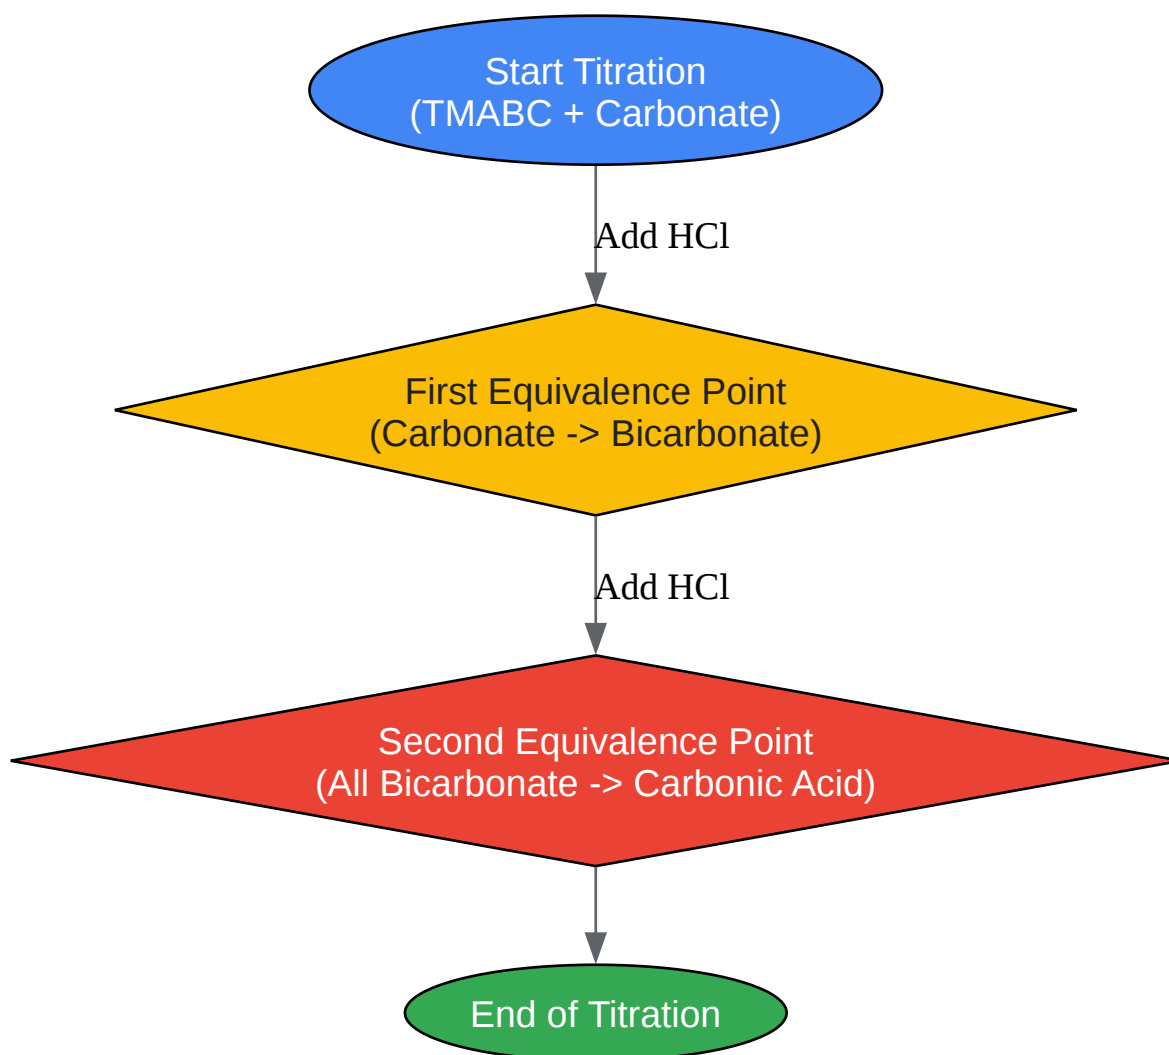 Start Titration
(TMABC + Carbonate)
Add HCl
First Equivalence Point
(Carbonate -> Bicarbonate)
Add HCl
Second Equivalence Point
(All Bicarbonate -> Carbonic Acid)
End of Titration